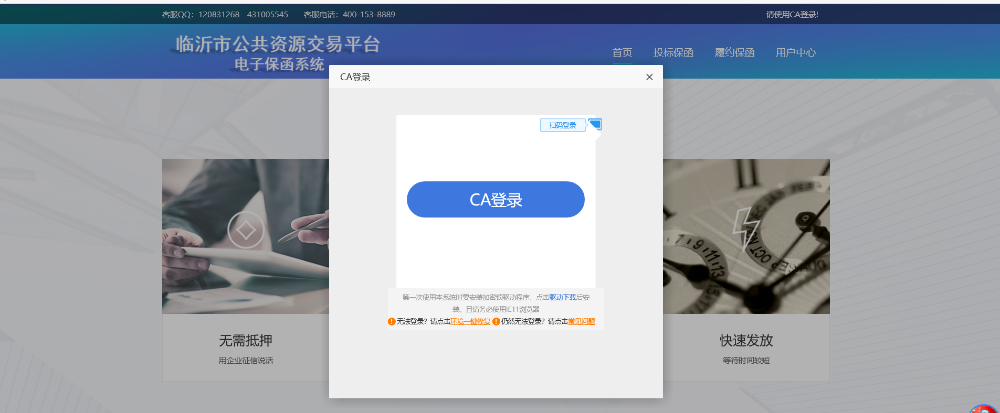 客服QQ：120831268 431005545 客服电话：400-153-8889 请使用CA登录!
临沂市公共资源交易平台
电子保函系统
首页 投标保函 履约保函 用户中心
CA登录
扫码登录
CA登录
第一次使用本系统时要安装加密锁驱动程序，点击驱动下载后安
装。且请务必使用IE11浏览器
无法登录？请点击环境一键修复 仍然无法登录？请点击常见问题
无需抵押
用企业征信说话
快速发放
等待时间较短